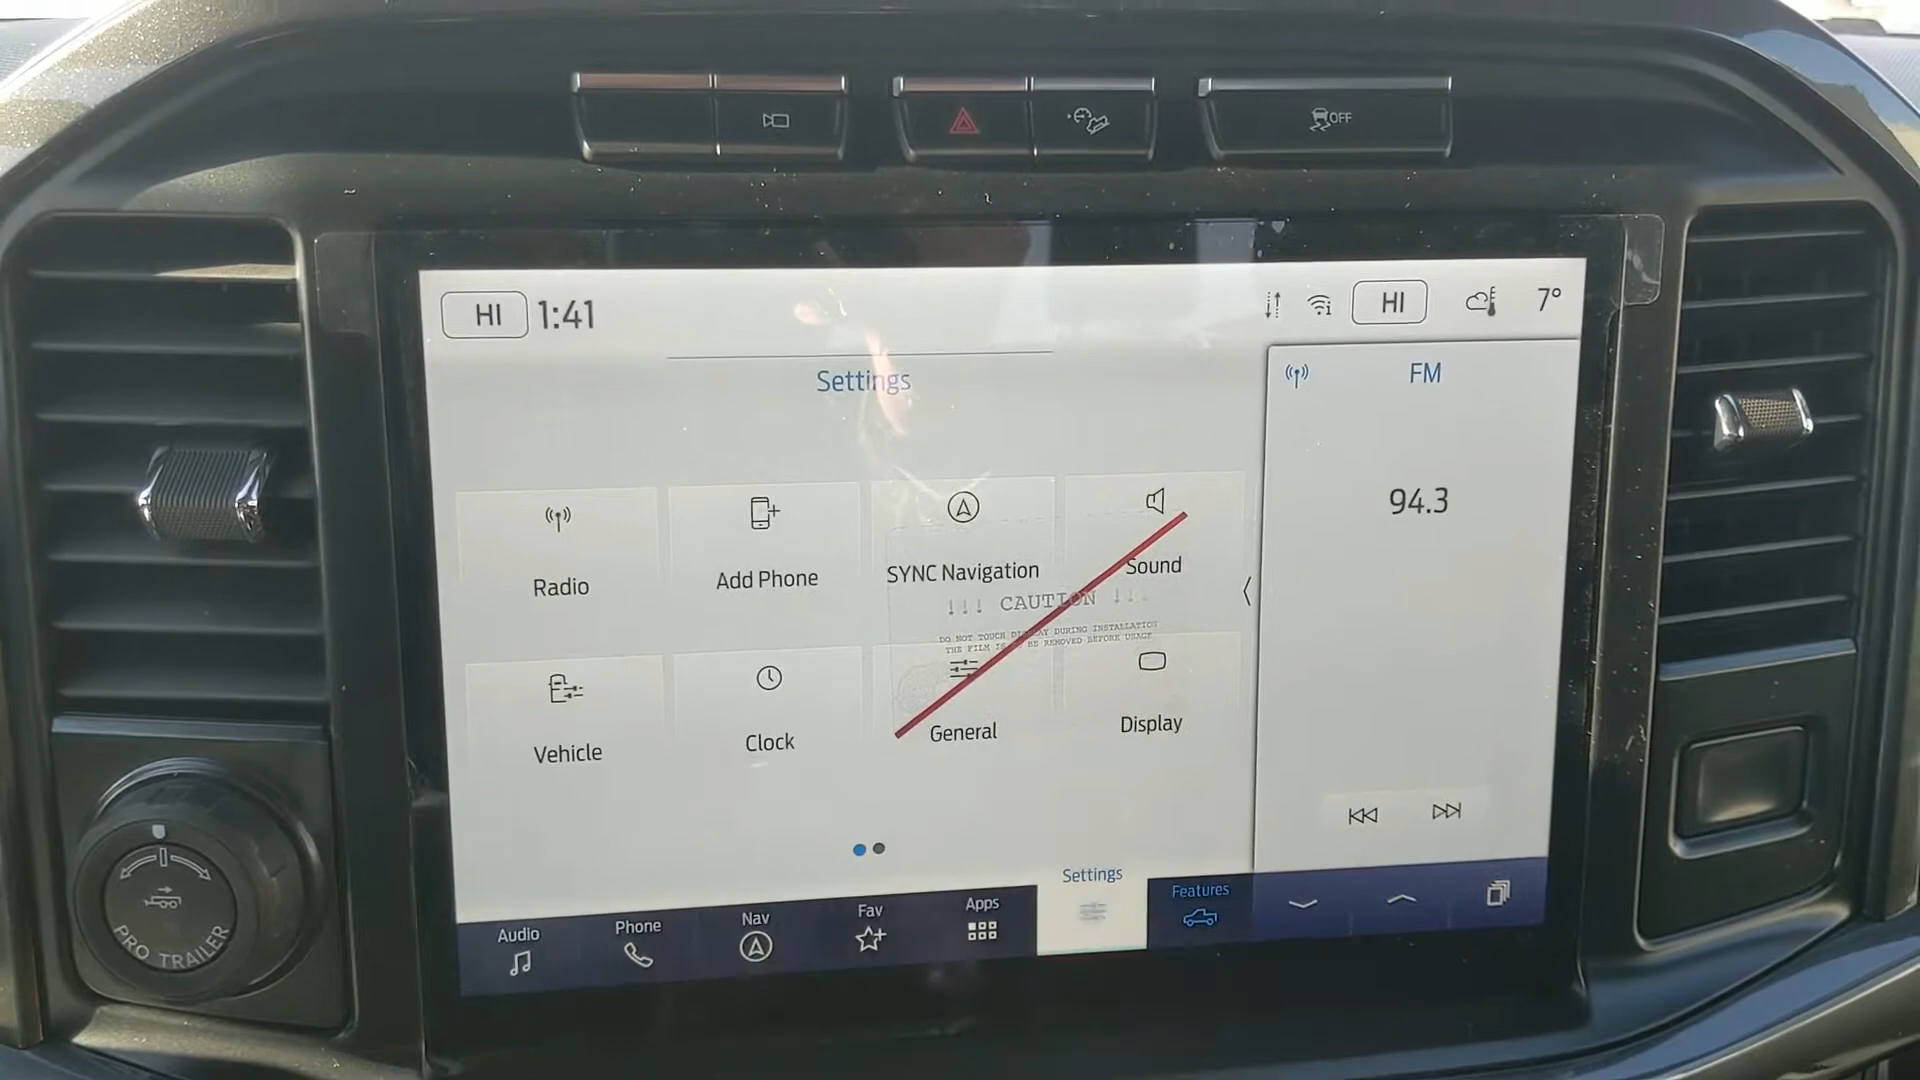 OFF
HI 1:41
HI 7°
Settings
FM
94.3
Radio
Add Phone
SYNC Navigation
Sound
↓↓↓ CAUTION ↓↓↓
DO NOT TOUCH DISPLAY DURING INSTALLATION
THE FILM IS TO BE REMOVED BEFORE USAGE
Vehicle
Clock
General
Display
Audio
Phone
Nav
Fav
Apps
Settings
Features
PRO TRAILER